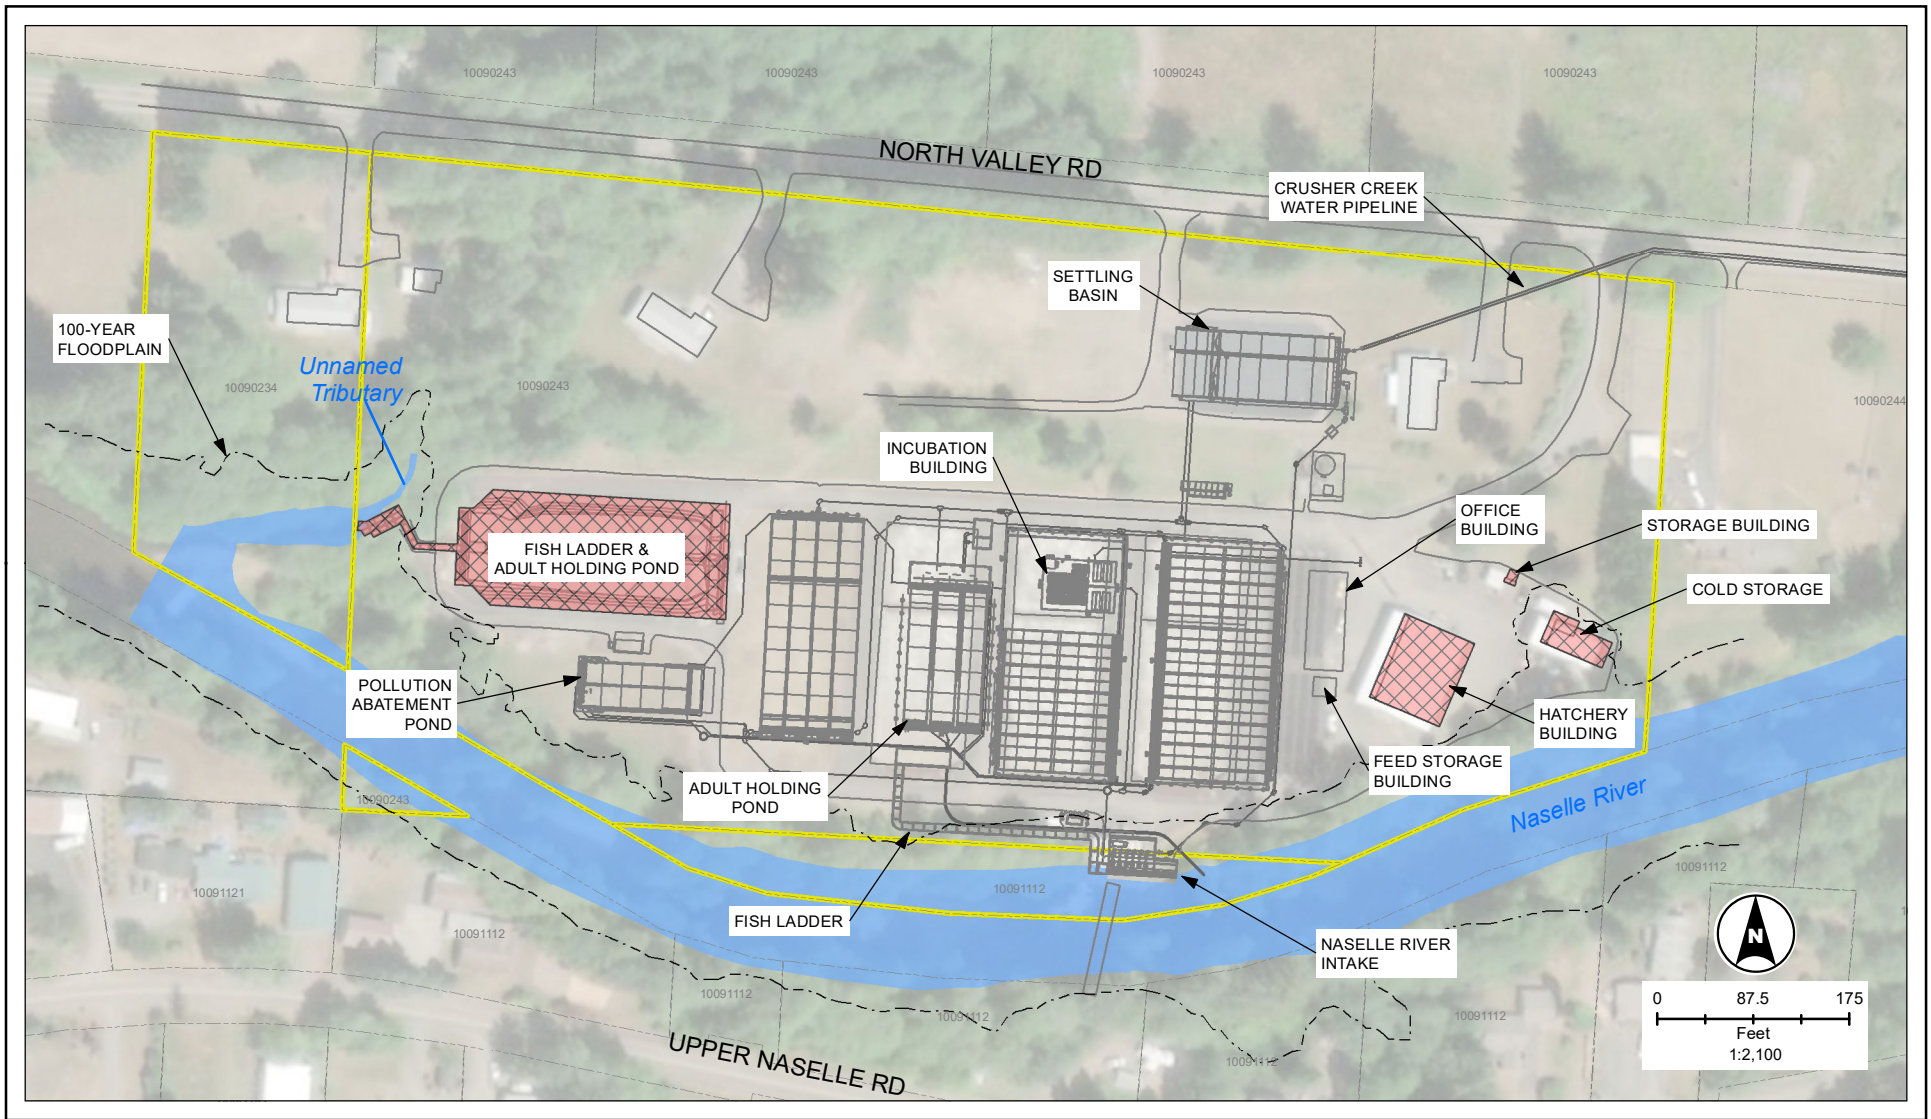 10090243
10090243
10090243
10090243
NORTH VALLEY RD
CRUSHER CREEK
WATER PIPELINE
SETTLING
BASIN
100-YEAR
FLOODPLAIN
Unnamed
Tributary
10090234
10090243
10090244
INCUBATION
BUILDING
OFFICE
BUILDING
STORAGE BUILDING
FISH LADDER &
ADULT HOLDING POND
COLD STORAGE
POLLUTION
ABATEMENT
POND
HATCHERY
BUILDING
FEED STORAGE
BUILDING
ADULT HOLDING
POND
10090243
Naselle River
10091121
10091112
10091112
FISH LADDER
10091112
NASELLE RIVER
INTAKE
N
10091112
10091112
10091112
10091112
UPPER NASELLE RD
0 87.5 175
Feet
1:2,100